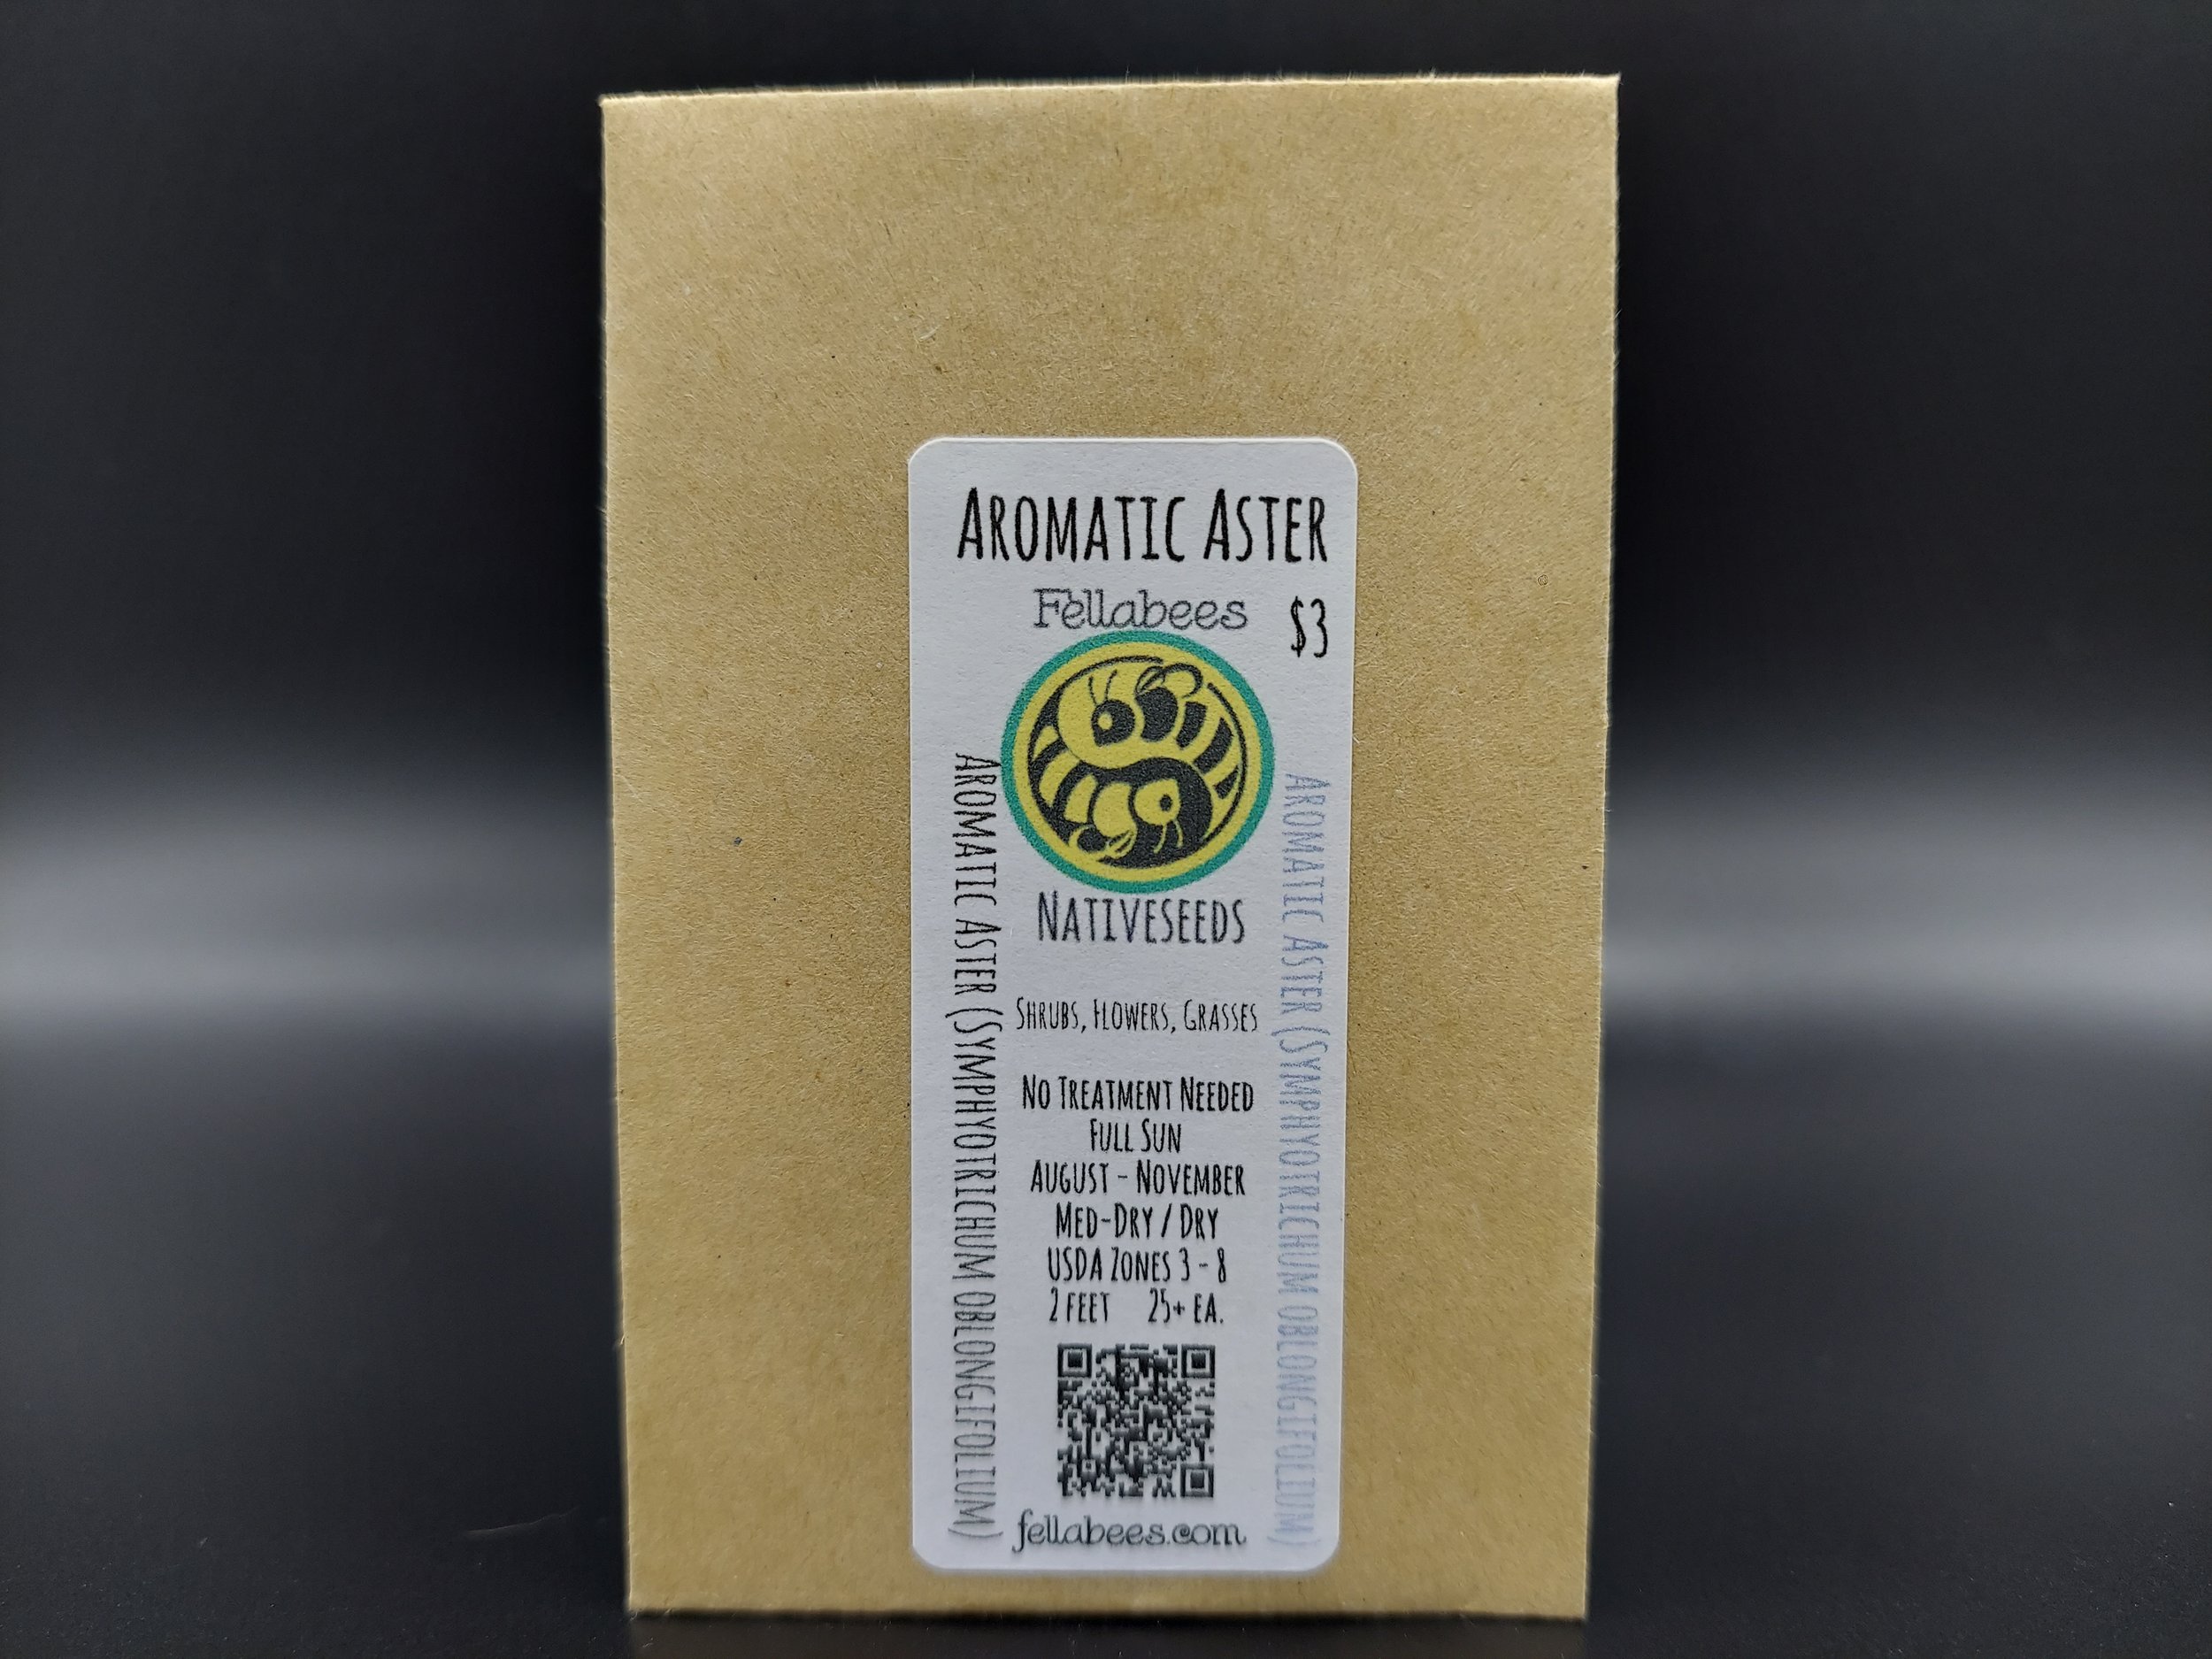 AROMATIC ASTER
Fellabees
$3
NATIVESEEDS
AROMATIC ASTER (SYMPHYOTRICHUM OBLONGIFOLIUM)
AROMATIC ASTER (SYMPHYOTRICHUM OBLONGIFOLIUM)
SHRUBS, FLOWERS, GRASSES
NO TREATMENT NEEDED
FULL SUN
AUGUST - NOVEMBER
MED-DRY / DRY
USDA ZONES 3 - 8
2 FEET 25+ EA.
fellabees.com